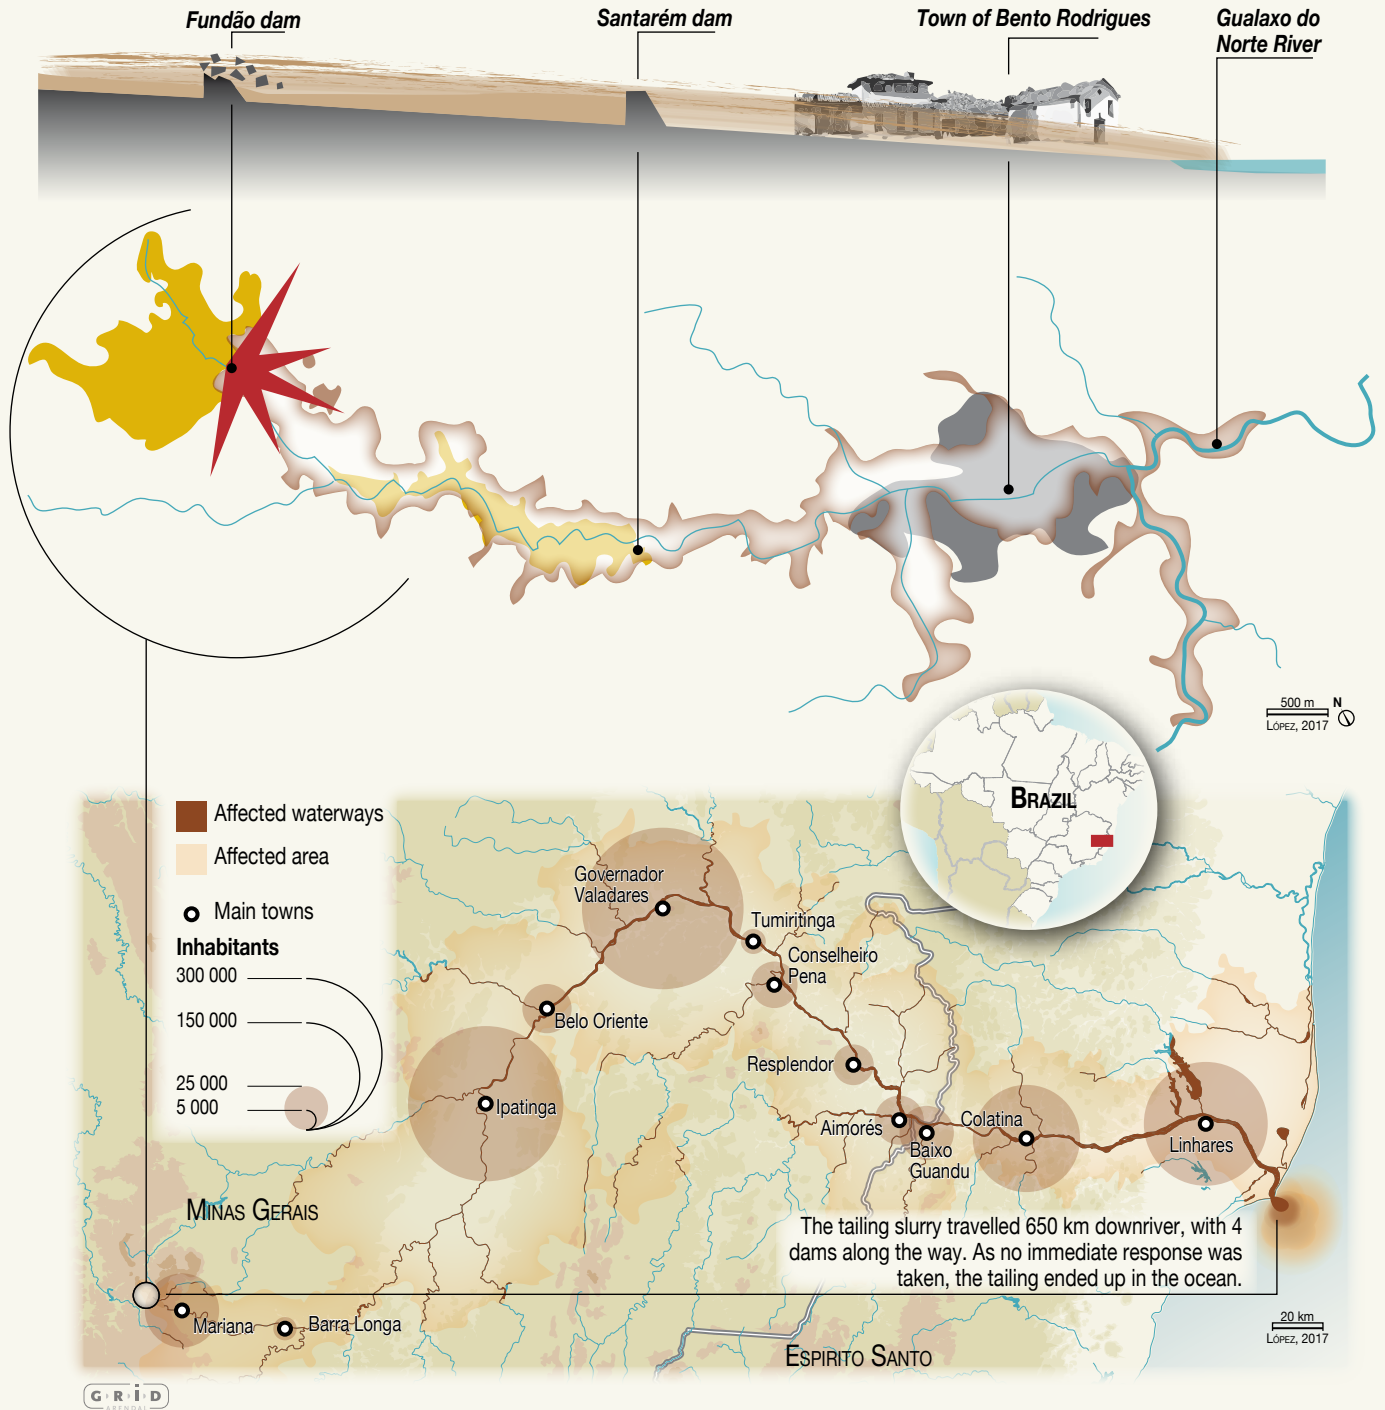 Fundão dam
Santarém dam
Town of Bento Rodrigues
Gualaxo do
Norte River
500 m
N
López, 2017
Brazil
Affected waterways
Affected area
Main towns
Inhabitants
300 000
150 000
25 000
5 000
Governador
Valadares
Tumiritinga
Conselheiro
Pena
Belo Oriente
Resplendor
Ipatinga
Aimorés
Baixo
Guandu
Colatina
Linhares
Minas Gerais
The tailing slurry travelled 650 km downriver, with 4
dams along the way. As no immediate response was
taken, the tailing ended up in the ocean.
Mariana
Barra Longa
Espirito Santo
20 km
López, 2017
GRiD
ARENDAL